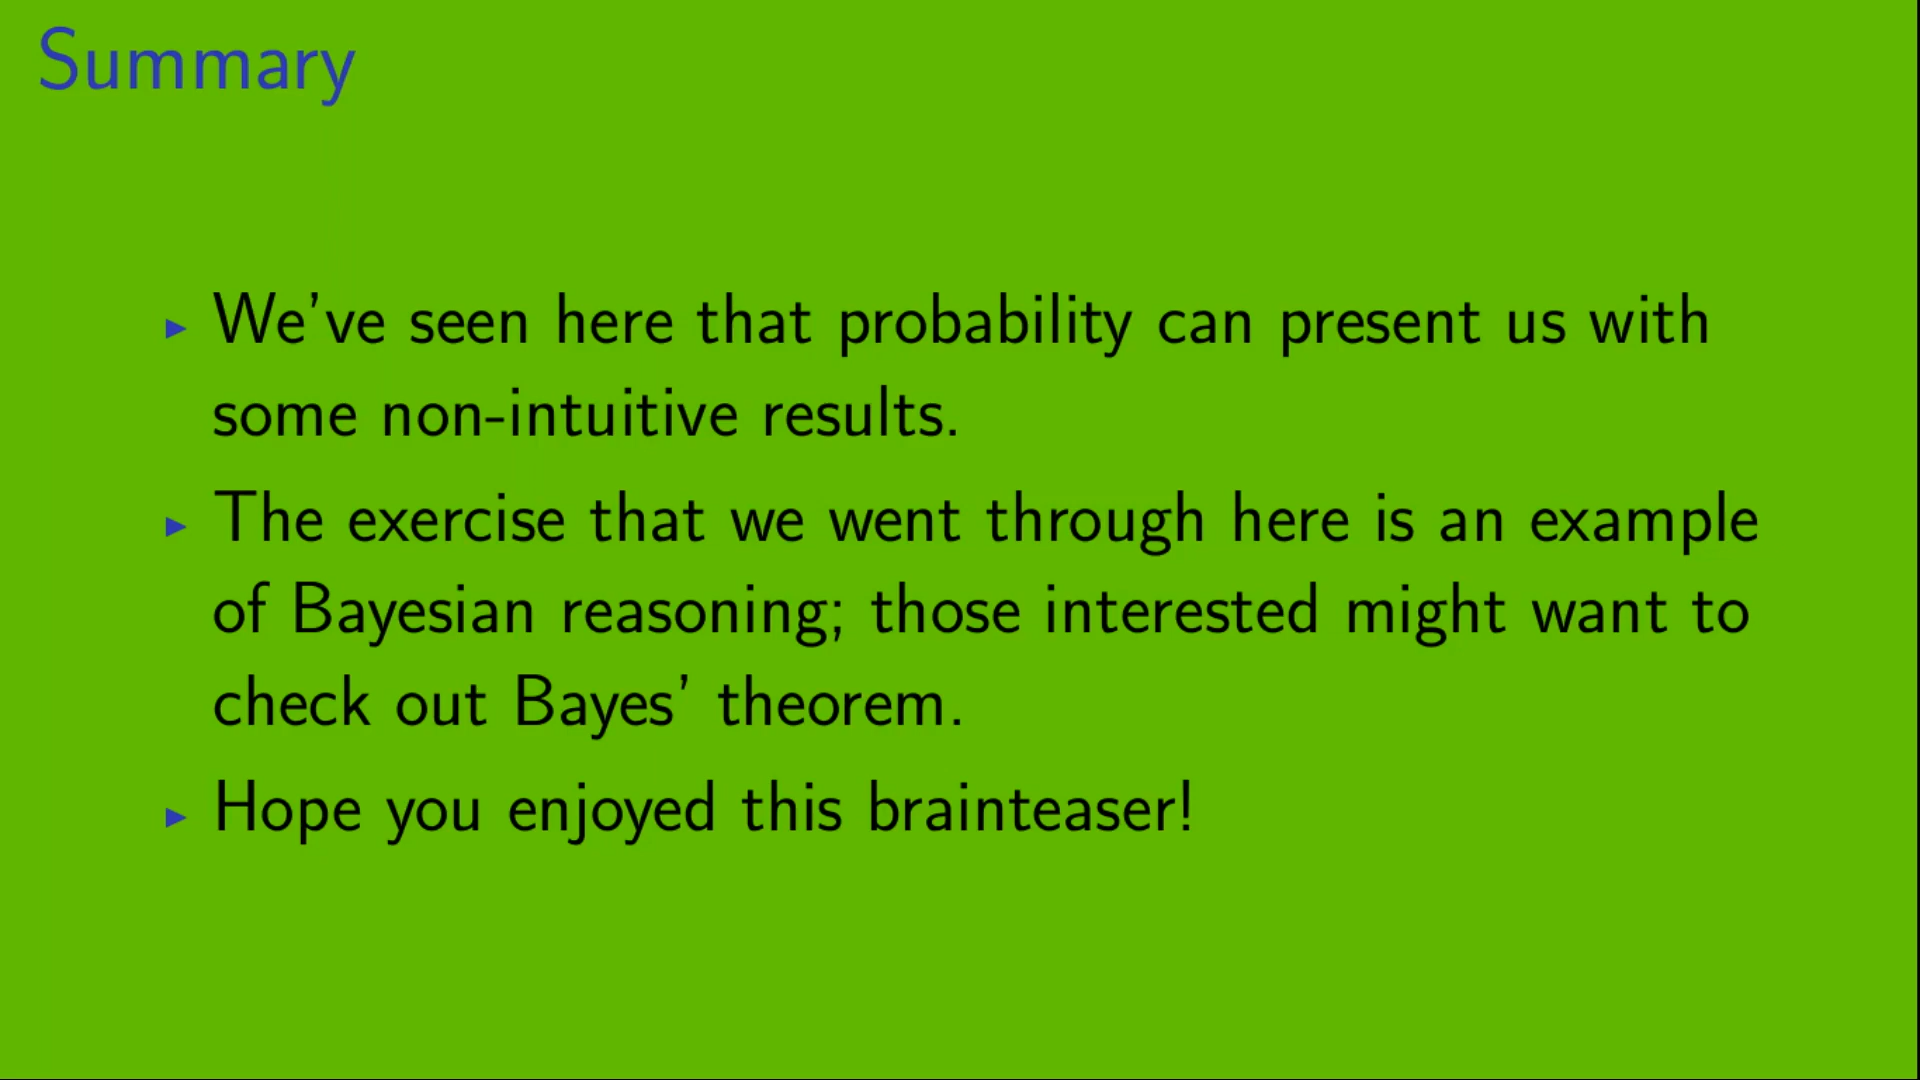 Summary
▶ We've seen here that probability can present us with
some non-intuitive results.
▶ The exercise that we went through here is an example
of Bayesian reasoning; those interested might want to
check out Bayes' theorem.
▶ Hope you enjoyed this brainteaser!